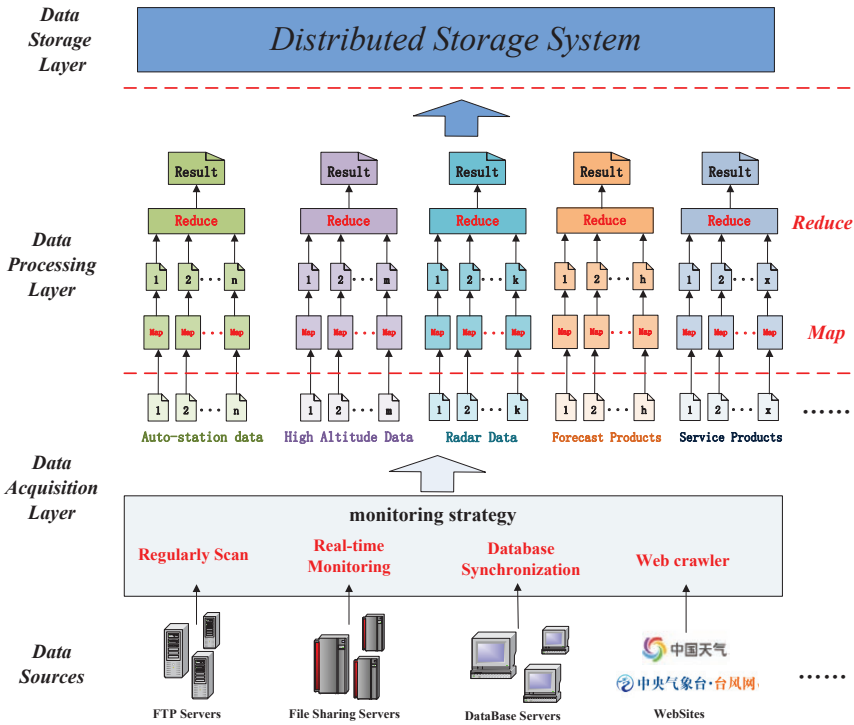 Data
Storage
Layer
Distributed Storage System
Result Result Result Result Result
Reduce Reduce Reduce Reduce Reduce
Reduce
Data
Processing
Layer
1 2 ··· n 1 2 ··· m 1 2 ··· k 1 2 ··· h 1 2 ··· x
Map Map ··· Map Map Map ··· Map Map Map ··· Map Map Map ··· Map Map Map ··· Map
Map
1 2 ··· n 1 2 ··· m 1 2 ··· k 1 2 ··· h 1 2 ··· x ······
Auto-station data High Altitude Data Radar Data Forecast Products Service Products
Data
Acquisition
Layer
monitoring strategy
Regularly Scan
Real-time
Monitoring
Database
Synchronization
Web crawler
Data
Sources
中国天气
中央气象台·台风网
······
FTP Servers File Sharing Servers DataBase Servers WebSites